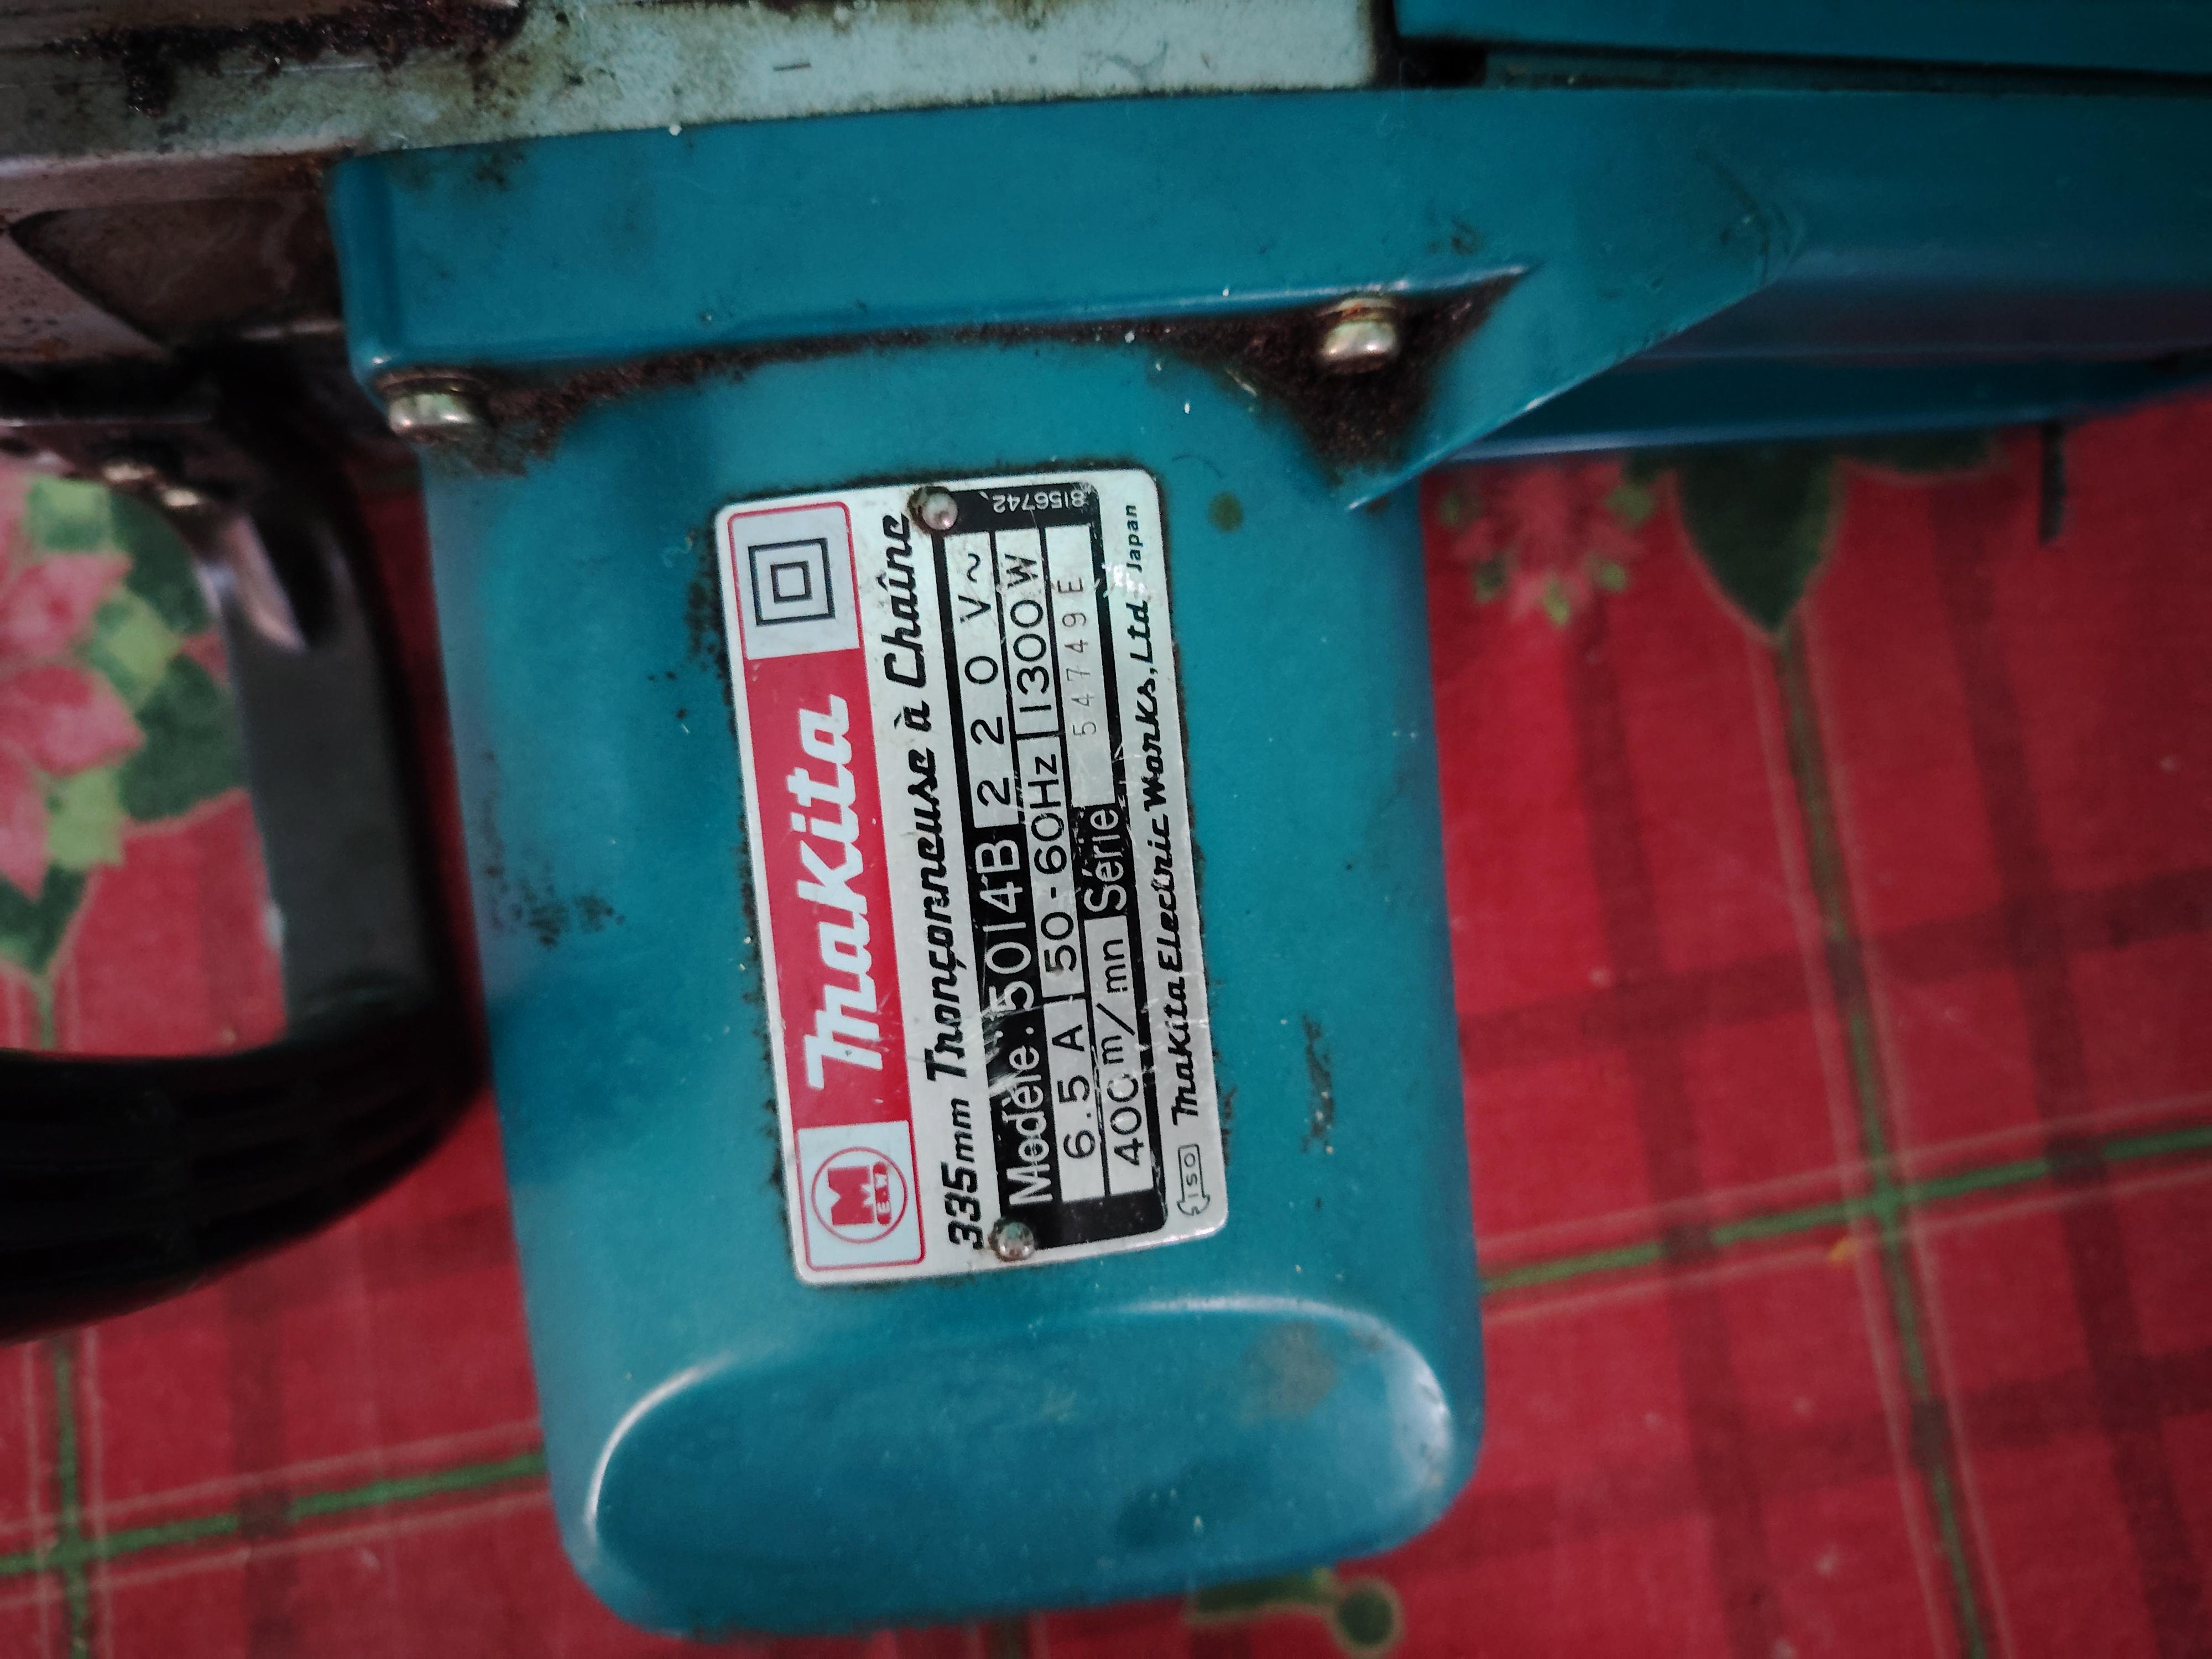 M
E.W
Makita
335mm Tronçonneuse à Chaîne
Modèle: 5014B 220V~
6.5A 50-60Hz 1300W
400m/mn Série 54749E
ISO Makita Electric Works, Ltd. Japan
8156742